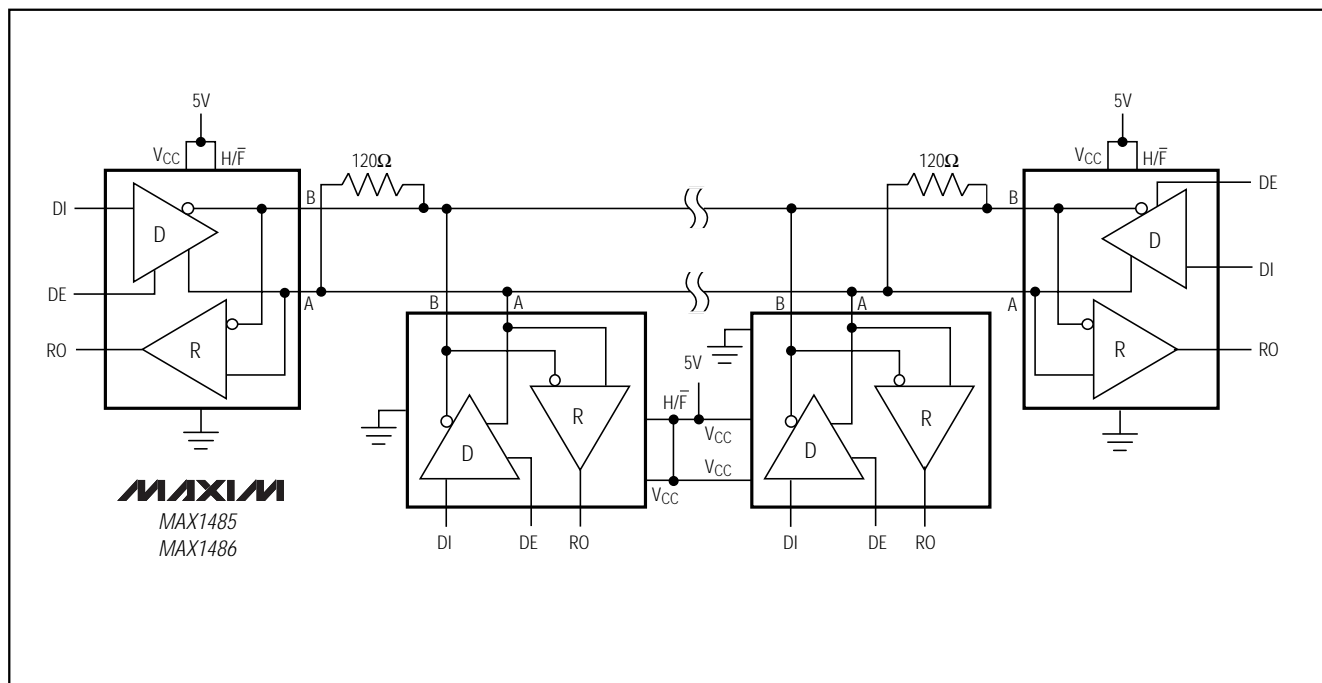 5V
5V
VCC H/F̅
120Ω
120Ω
VCC H/F̅
DI
D
B
B
D
DE
DE
A
B
A
B
A
A
DI
RO
R
5V
R
RO
H/F̅
R
R
VCC
D
D
VCC
VCC
MAXIM
MAX1485
MAX1486
DI
DE
RO
DI
DE
RO